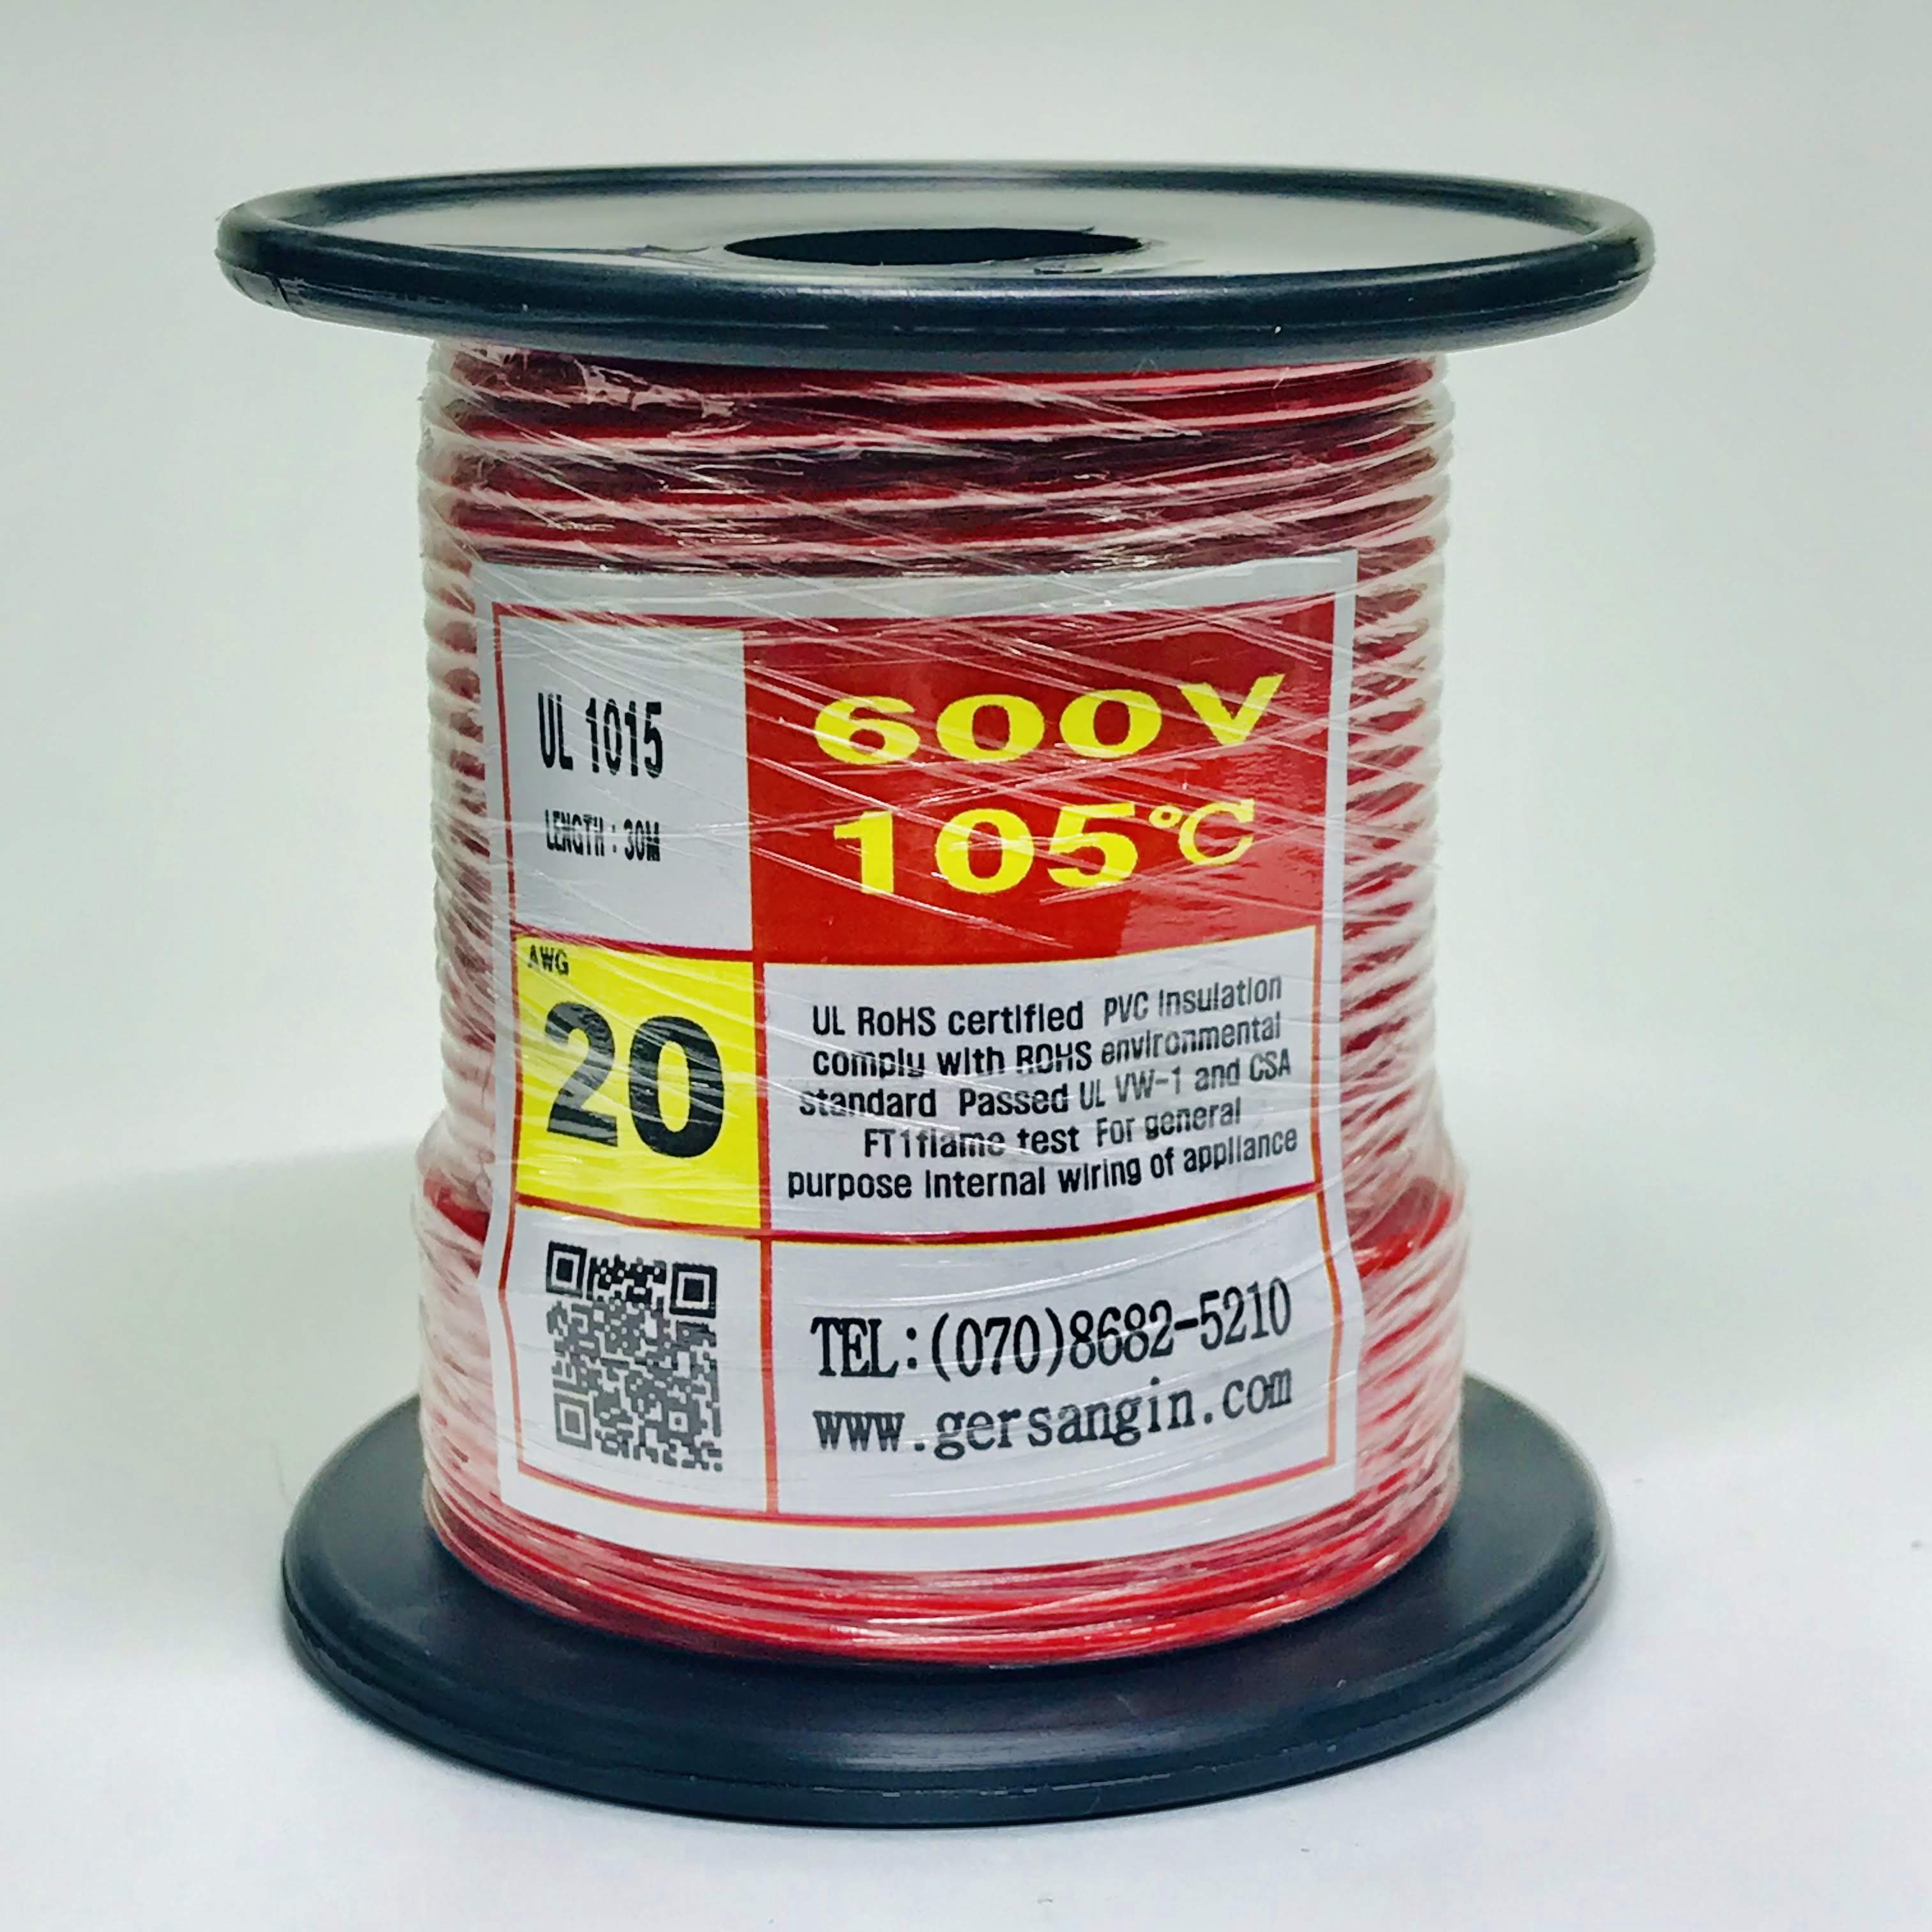 UL 1015
LENGTH : 30M
600V
105℃
AWG
20
UL RoHS certified PVC insulation
comply with ROHS environmental
standard Passed UL VW-1 and CSA
FT1flame test For general
purpose internal wiring of appliance
TEL:(070)8682-5210
www.gersangin.com